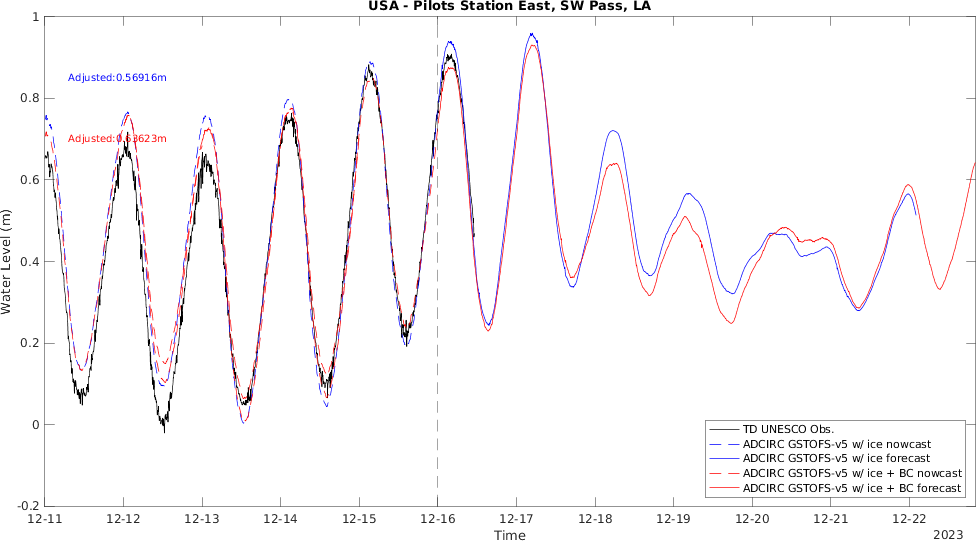 USA - Pilots Station East, SW Pass, LA
1
0.8
0.6
0.4
0.2
0
-0.2
Water Level (m)
Adjusted:0.56916m
Adjusted:0.53623m
TD UNESCO Obs.
ADCIRC GSTOFS-v5 w/ ice nowcast
ADCIRC GSTOFS-v5 w/ ice forecast
ADCIRC GSTOFS-v5 w/ ice + BC nowcast
ADCIRC GSTOFS-v5 w/ ice + BC forecast
12-11 12-12 12-13 12-14 12-15 12-16 12-17 12-18 12-19 12-20 12-21 12-22
Time
2023